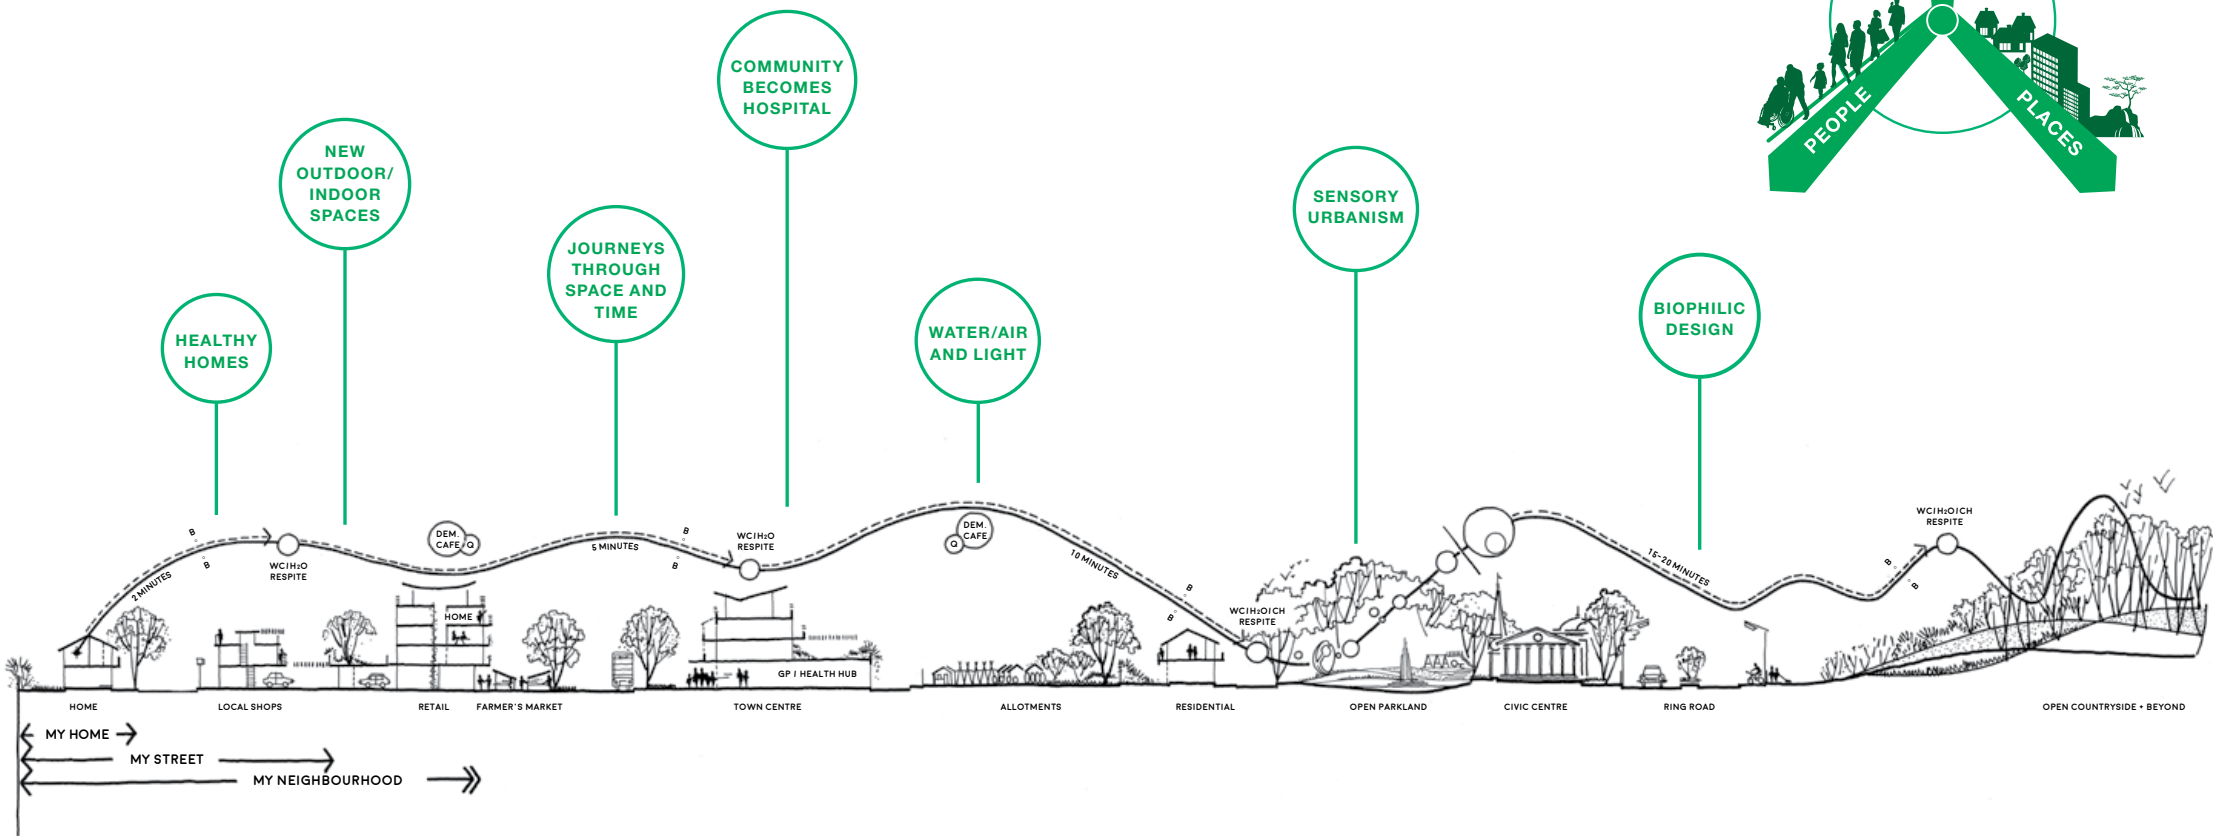 COMMUNITY
BECOMES
HOSPITAL
PEOPLE
PLACES
NEW
OUTDOOR/
INDOOR
SPACES
SENSORY
URBANISM
JOURNEYS
THROUGH
SPACE AND
TIME
BIOPHILIC
DESIGN
HEALTHY
HOMES
WATER/AIR
AND LIGHT
2 MINUTES
B
B
WC|H₂O
RESPITE
DEM.
CAFE
Q
5 MINUTES
B
B
WC|H₂O
RESPITE
DEM.
CAFE
Q
10 MINUTES
B
B
WC|H₂O|CH
RESPITE
15-20 MINUTES
B
B
WC|H₂O|CH
RESPITE
HOME
GP | HEALTH HUB
HOME
LOCAL SHOPS
RETAIL
FARMER'S MARKET
TOWN CENTRE
ALLOTMENTS
RESIDENTIAL
OPEN PARKLAND
CIVIC CENTRE
RING ROAD
OPEN COUNTRYSIDE + BEYOND
MY HOME
MY STREET
MY NEIGHBOURHOOD